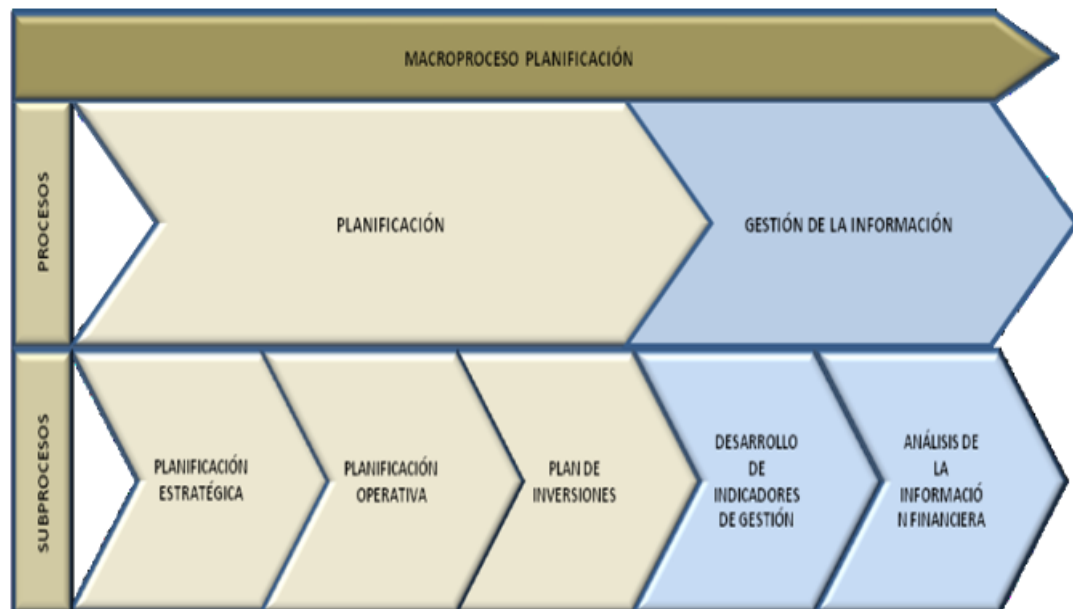 MACROPROCESO PLANIFICACIÓN
PROCESOS
PLANIFICACIÓN
GESTIÓN DE LA INFORMACIÓN
SUBPROCESOS
PLANIFICACIÓN
ESTRATÉGICA
PLANIFICACIÓN
OPERATIVA
PLAN DE
INVERSIONES
DESARROLLO
DE
INDICADORES
DE GESTIÓN
ANÁLISIS DE
LA
INFORMACIÓ
N FINANCIERA